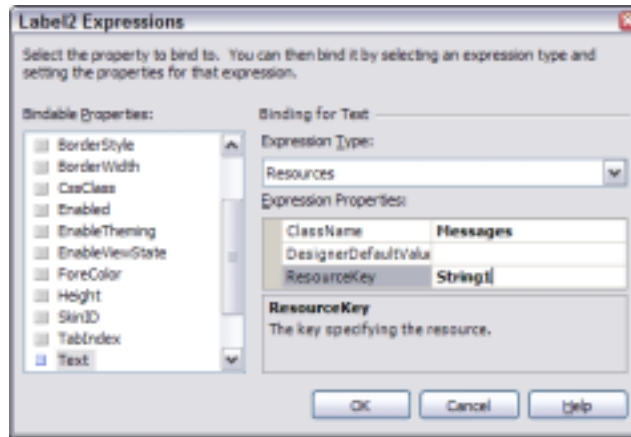 Label2 Expressions
Select the property to bind to. You can then bind it by selecting an expression type and
setting the properties for that expression.
Bindable Properties:
BorderStyle
BorderWidth
CssClass
Enabled
EnableTheming
EnableViewState
ForeColor
Height
SkinID
TabIndex
Text
Binding for Text
Expression Type:
Resources
Expression Properties:
ClassName Messages
DesignerDefaultValu
ResourceKey String1
ResourceKey
The key specifying the resource.
OK Cancel Help